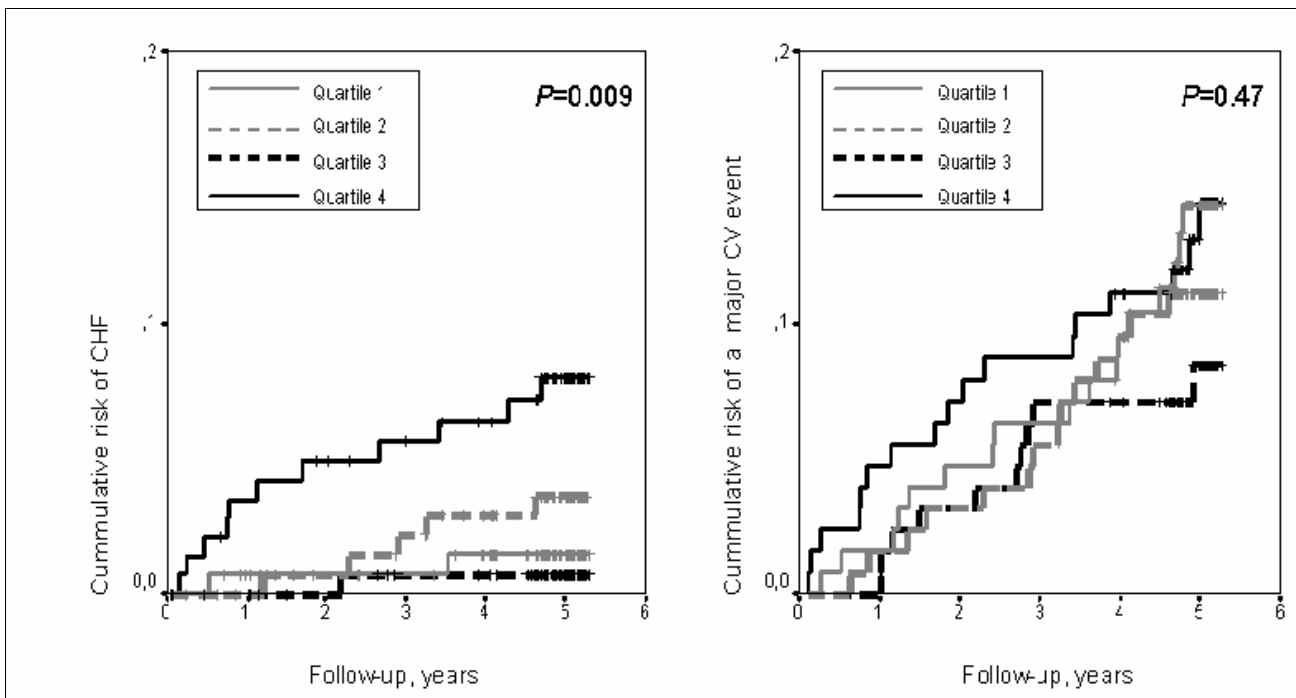 Cummulative risk of CHF
,2
,1
0,0
Quartile 1
Quartile 2
Quartile 3
Quartile 4
P=0.009
0 1 2 3 4 5 6
Follow-up, years
Cummulative risk of a major CV event
,2
,1
0,0
Quartile 1
Quartile 2
Quartile 3
Quartile 4
P=0.47
0 1 2 3 4 5 6
Follow-up, years